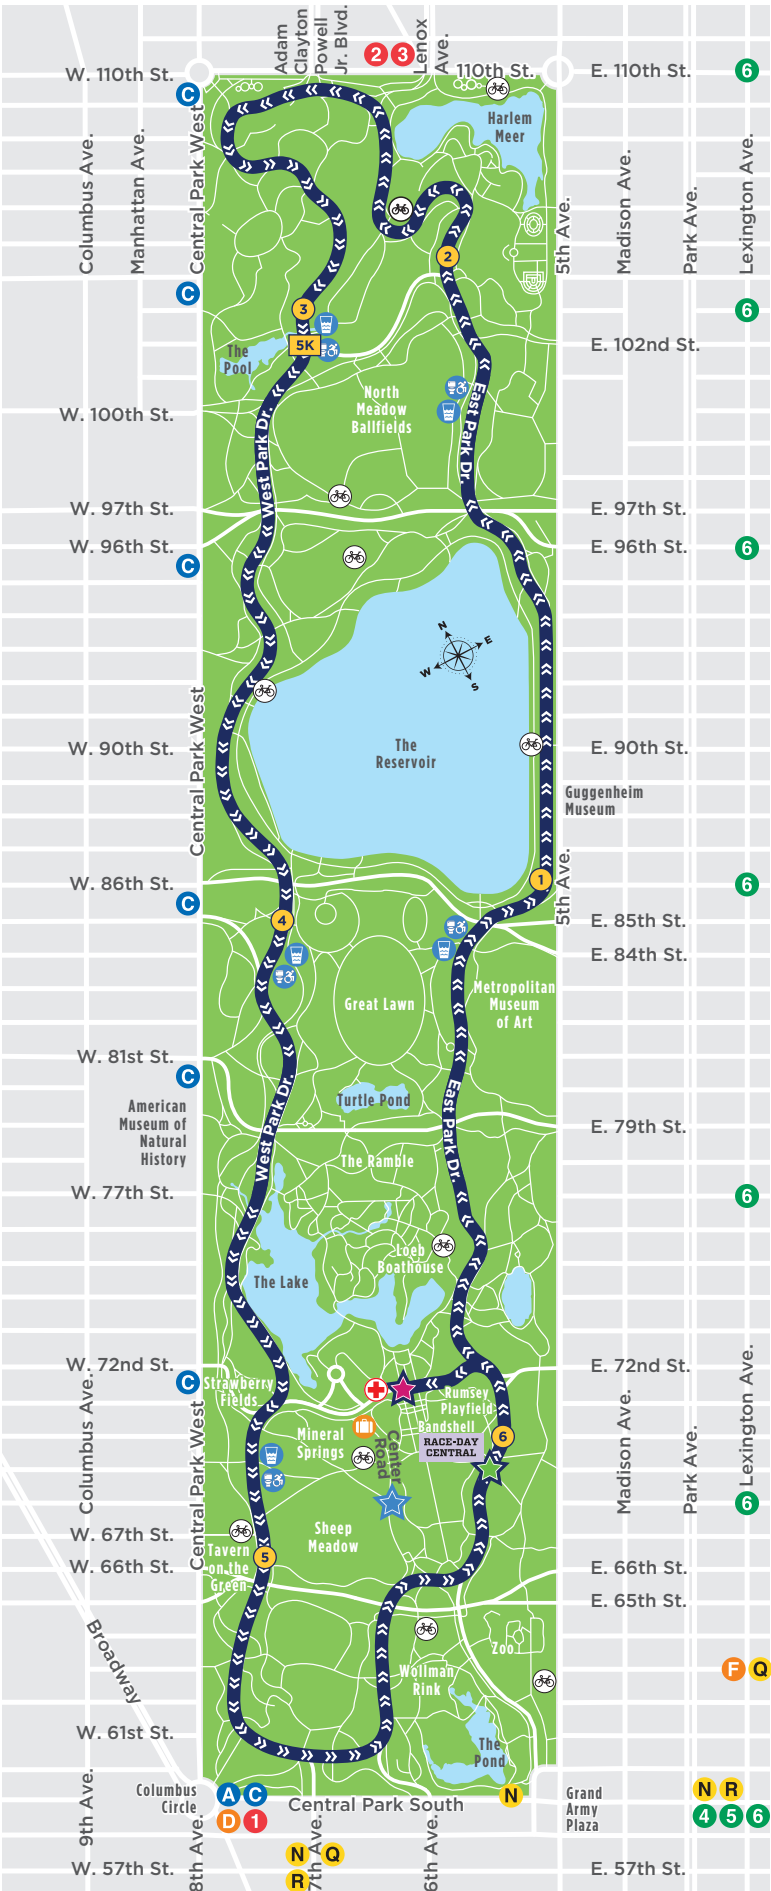 Adam
Clayton
Powell
Jr. Blvd.
2
3
Lenox
Ave.
W. 110th St.
110th St.
E. 110th St.
6
C
Harlem
Meer
Columbus Ave.
Manhattan Ave.
Central Park West
5th Ave.
Madison Ave.
Park Ave.
Lexington Ave.
2
C
3
6
5K
The
Pool
E. 102nd St.
North
Meadow
Ballfields
East Park Dr.
W. 100th St.
West Park Dr.
W. 97th St.
E. 97th St.
W. 96th St.
E. 96th St.
6
C
N
E
W
S
Central Park West
W. 90th St.
The
Reservoir
E. 90th St.
Guggenheim
Museum
5th Ave.
1
W. 86th St.
6
C
4
E. 85th St.
E. 84th St.
Metropolitan
Museum
of Art
Great Lawn
W. 81st St.
C
American
Museum of
Natural
History
West Park Dr.
Turtle Pond
East Park Dr.
E. 79th St.
The Ramble
W. 77th St.
6
Loeb
Boathouse
The Lake
W. 72nd St.
E. 72nd St.
C
Strawberry
Fields
Rumsey
Playfield
Columbus Ave.
Central Park West
Mineral
Springs
Center
Road
Bandshell
6
RACE-DAY
CENTRAL
Madison Ave.
Park Ave.
Lexington Ave.
6
W. 67th St.
Sheep
Meadow
Tavern
on the
Green
5
W. 66th St.
E. 66th St.
E. 65th St.
Broadway
Zoo
Wollman
Rink
F
Q
W. 61st St.
The
Pond
Columbus
Circle
A
C
D
1
Central Park South
N
Grand
Army
Plaza
N
R
4
5
6
9th Ave.
8th Ave.
N
Q
R
7th Ave.
6th Ave.
W. 57th St.
E. 57th St.